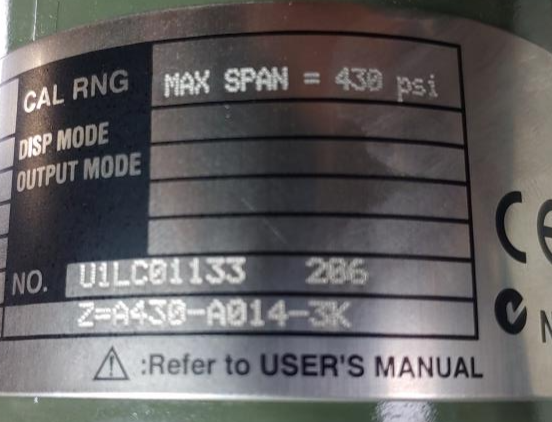 CAL RNG MAX SPAN = 430 psi
DISP MODE
OUTPUT MODE
NO. U1LC01133 206
Z=A430-A014-3K
⚠ :Refer to USER'S MANUAL
CE
N